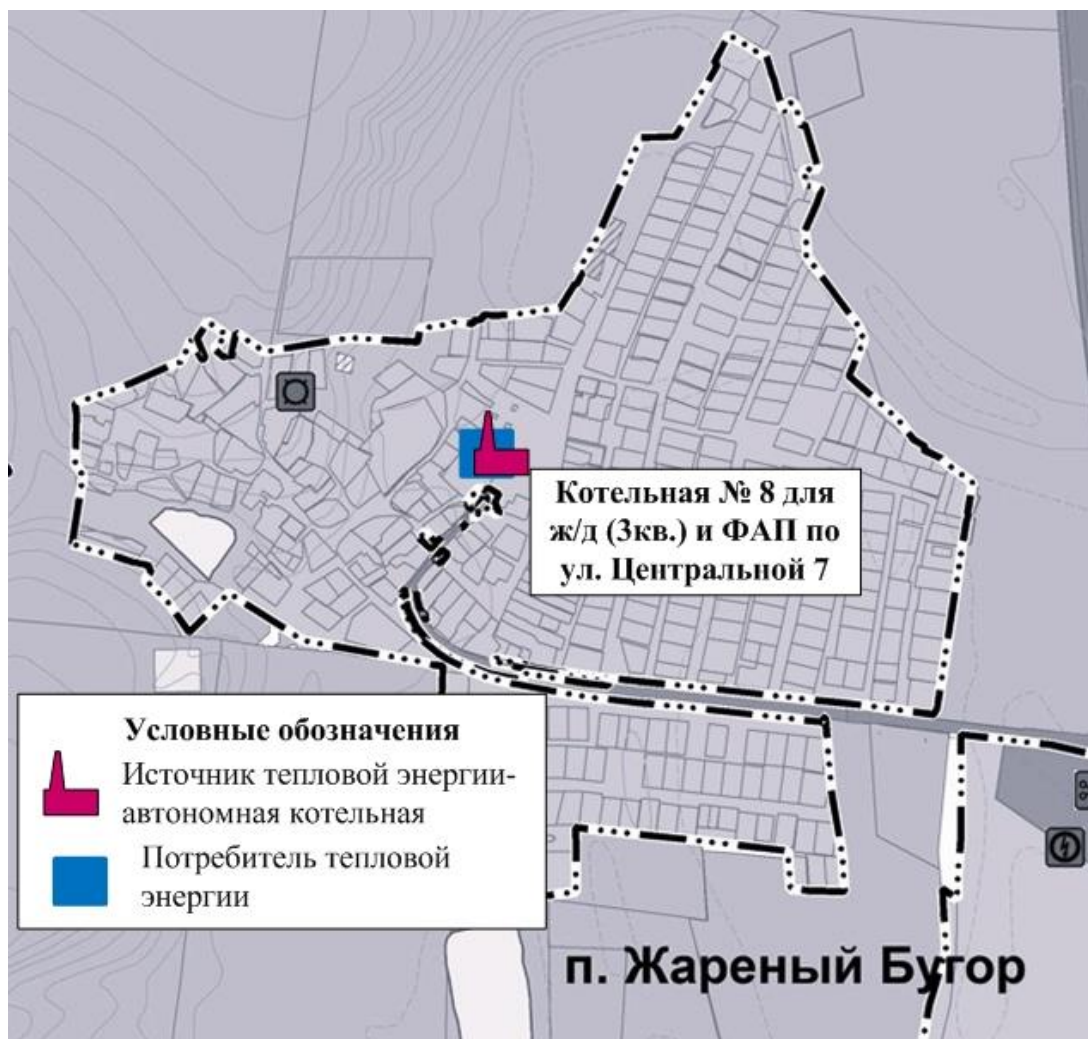 Котельная № 8 для
ж/д (3кв.) и ФАП по
ул. Центральной 7
Условные обозначения
Источник тепловой энергии-
автономная котельная
Потребитель тепловой
энергии
п. Жареный Бугор